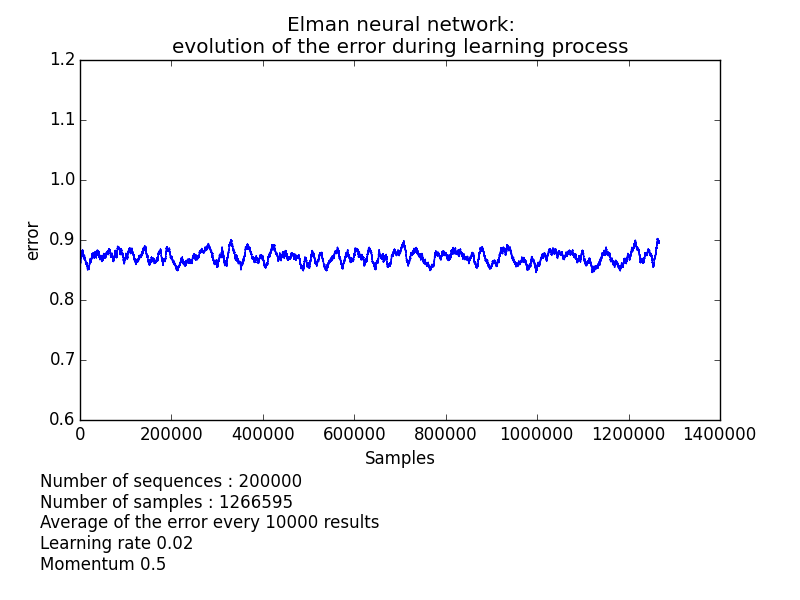 Elman neural network:
evolution of the error during learning process
1.2
1.1
1.0
0.9
0.8
0.7
0.6
error
0 200000 400000 600000 800000 1000000 1200000 1400000
Samples
Number of sequences : 200000
Number of samples : 1266595
Average of the error every 10000 results
Learning rate 0.02
Momentum 0.5